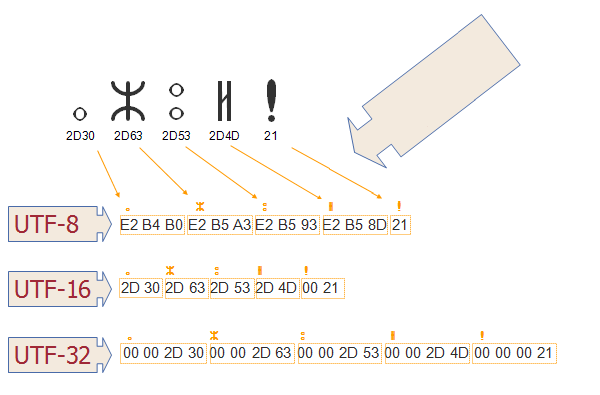 ⴰⵣⵓⵍ!
2D30 2D63 2D53 2D4D 21
ⴰ ⵣ ⵓ ⵍ !
UTF-8 E2 B4 B0 E2 B5 A3 E2 B5 93 E2 B5 8D 21
ⴰ ⵣ ⵓ ⵍ !
UTF-16 2D 30 2D 63 2D 53 2D 4D 00 21
ⴰ ⵣ ⵓ ⵍ !
UTF-32 00 00 2D 30 00 00 2D 63 00 00 2D 53 00 00 2D 4D 00 00 00 21